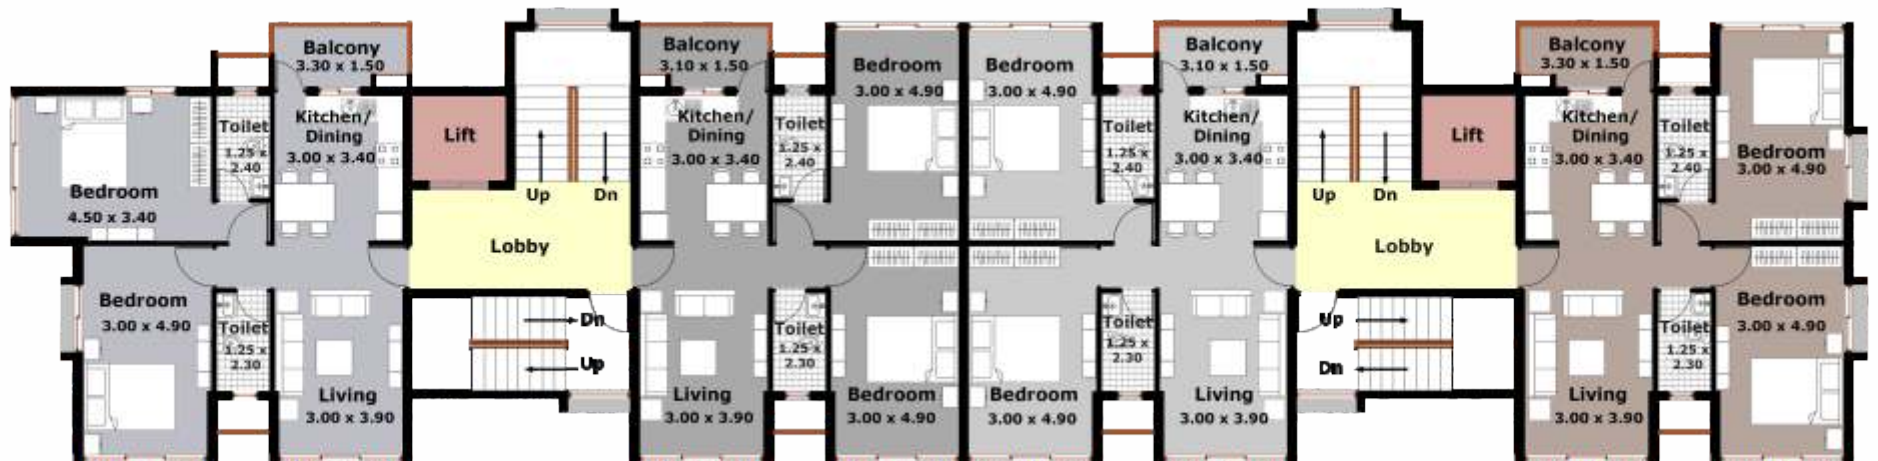 Balcony
3.30 x 1.50
Kitchen/
Dining
3.00 x 3.40
Toilet
1.25 x
2.40
Bedroom
4.50 x 3.40
Bedroom
3.00 x 4.90
Toilet
1.25 x
2.30
Living
3.00 x 3.90
Lift
Up
Dn
Lobby
Dn
Up
Balcony
3.10 x 1.50
Kitchen/
Dining
3.00 x 3.40
Toilet
1.25 x
2.40
Bedroom
3.00 x 4.90
Living
3.00 x 3.90
Toilet
1.25 x
2.30
Bedroom
3.00 x 4.90
Bedroom
3.00 x 4.90
Toilet
1.25 x
2.40
Balcony
3.10 x 1.50
Kitchen/
Dining
3.00 x 3.40
Bedroom
3.00 x 4.90
Toilet
1.25 x
2.30
Living
3.00 x 3.90
Up
Dn
Lift
Lobby
Up
Dn
Balcony
3.30 x 1.50
Kitchen/
Dining
3.00 x 3.40
Toilet
1.25 x
2.40
Bedroom
3.00 x 4.90
Living
3.00 x 3.90
Toilet
1.25 x
2.30
Bedroom
3.00 x 4.90